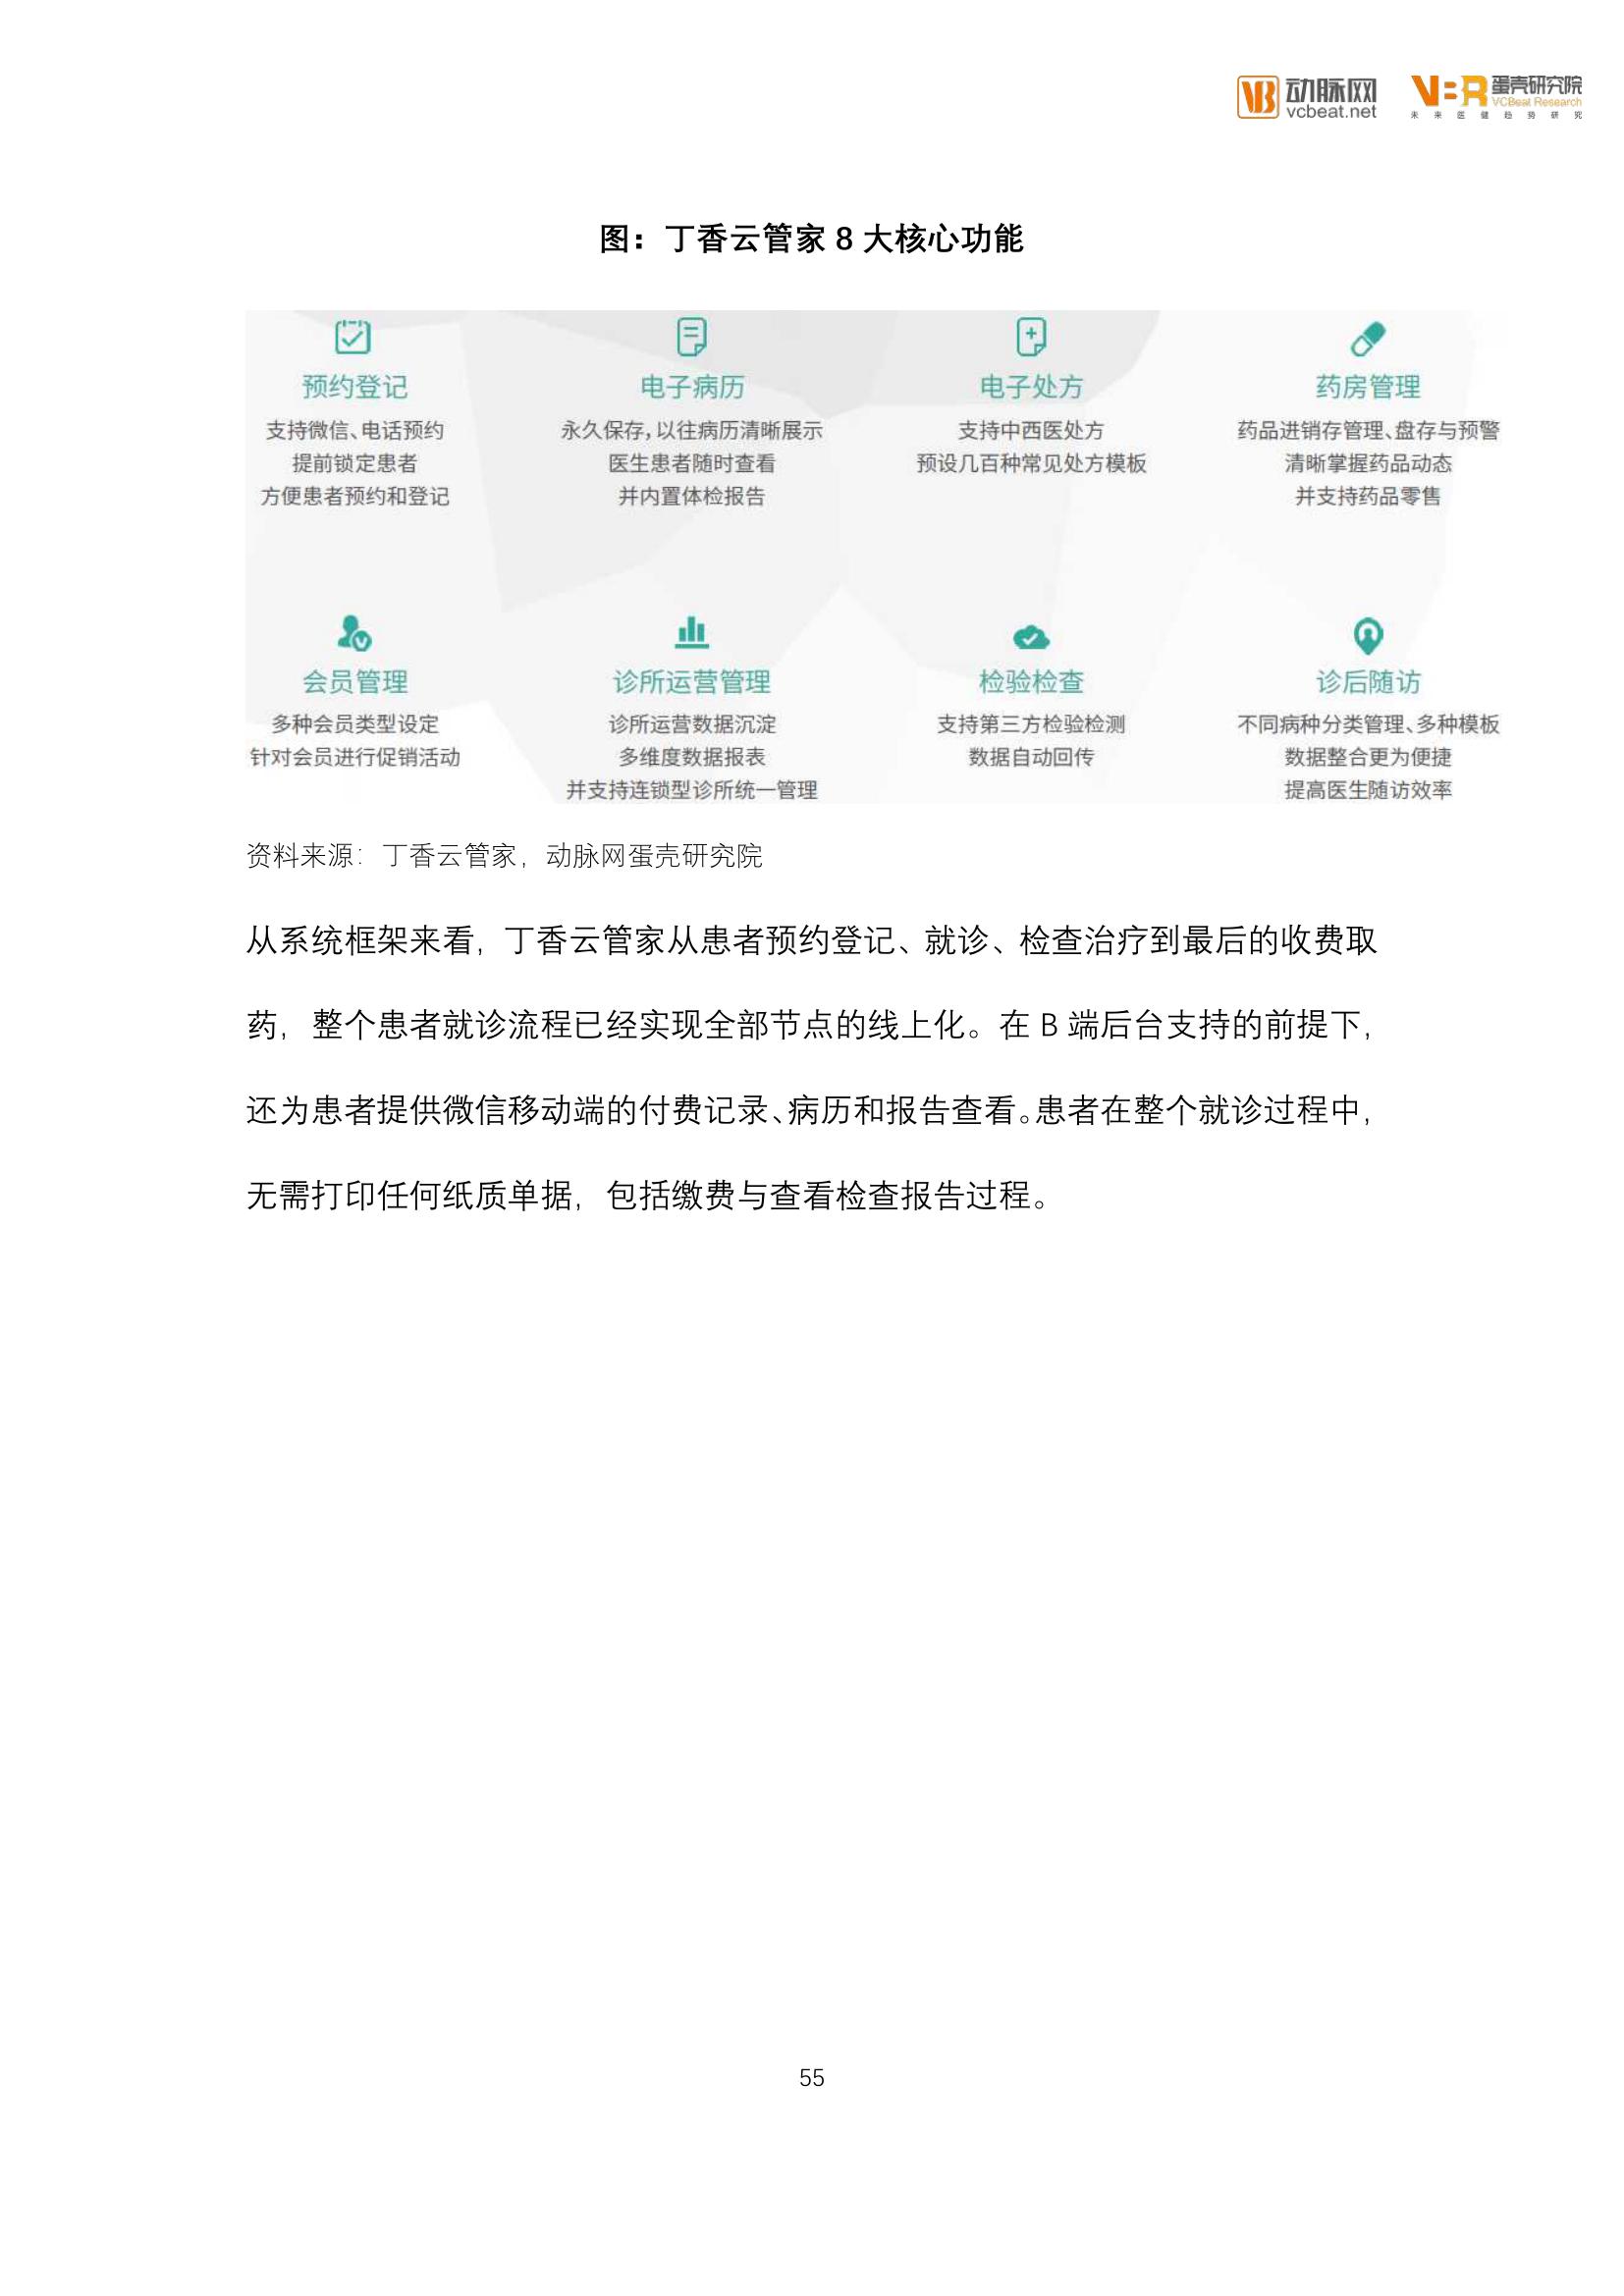 动脉网
vcbeat.net
VBR 蛋壳研究院
VCBeat Research
未来医健趋势研究
图：丁香云管家 8 大核心功能
预约登记
支持微信、电话预约
提前锁定患者
方便患者预约和登记
电子病历
永久保存，以往病历清晰展示
医生患者随时查看
并内置体检报告
电子处方
支持中西医处方
预设几百种常见处方模板
药房管理
药品进销存管理、盘存与预警
清晰掌握药品动态
并支持药品零售
会员管理
多种会员类型设定
针对会员进行促销活动
诊所运营管理
诊所运营数据沉淀
多维度数据报表
并支持连锁型诊所统一管理
检验检查
支持第三方检验检测
数据自动回传
诊后随访
不同病种分类管理、多种模板
数据整合更为便捷
提高医生随访效率
资料来源：丁香云管家，动脉网蛋壳研究院
从系统框架来看，丁香云管家从患者预约登记、就诊、检查治疗到最后的收费取
药，整个患者就诊流程已经实现全部节点的线上化。在 B 端后台支持的前提下，
还为患者提供微信移动端的付费记录、病历和报告查看。患者在整个就诊过程中，
无需打印任何纸质单据，包括缴费与查看检查报告过程。
55